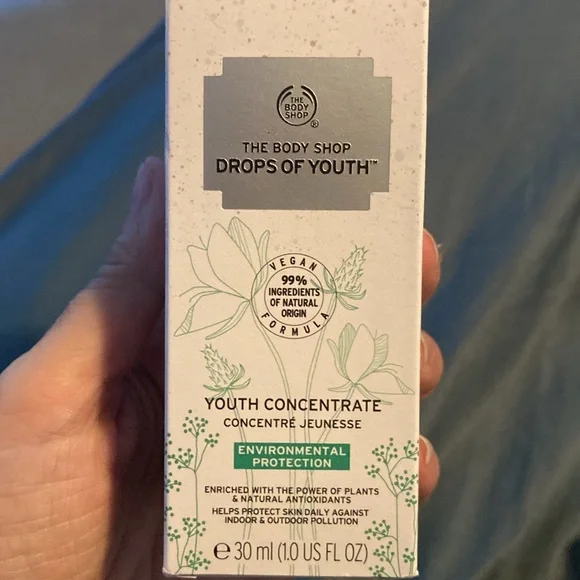 THE
BODY
SHOP
®
THE BODY SHOP
DROPS OF YOUTH™
VEGAN
99%
INGREDIENTS
OF NATURAL
ORIGIN
FORMULA
YOUTH CONCENTRATE
CONCENTRÉ JEUNESSE
ENVIRONMENTAL
PROTECTION
ENRICHED WITH THE POWER OF PLANTS
& NATURAL ANTIOXIDANTS
HELPS PROTECT SKIN DAILY AGAINST
INDOOR & OUTDOOR POLLUTION
℮ 30 ml (1.0 US FL OZ)